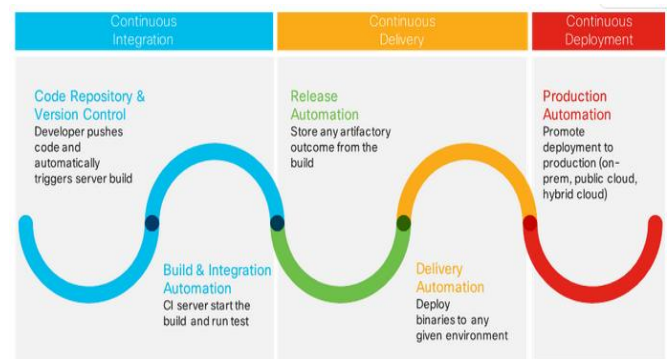 Continuous
Integration
Continuous
Delivery
Continuous
Deployment
Code Repository &
Version Control
Developer pushes
code and
automatically
triggers server build
Release
Automation
Store any artifactory
outcome from the
build
Production
Automation
Promote
deployment to
production (on-
prem, public cloud,
hybrid cloud)
Build & Integration
Automation
CI server start the
build and run test
Delivery
Automation
Deploy
binaries to any
given environment